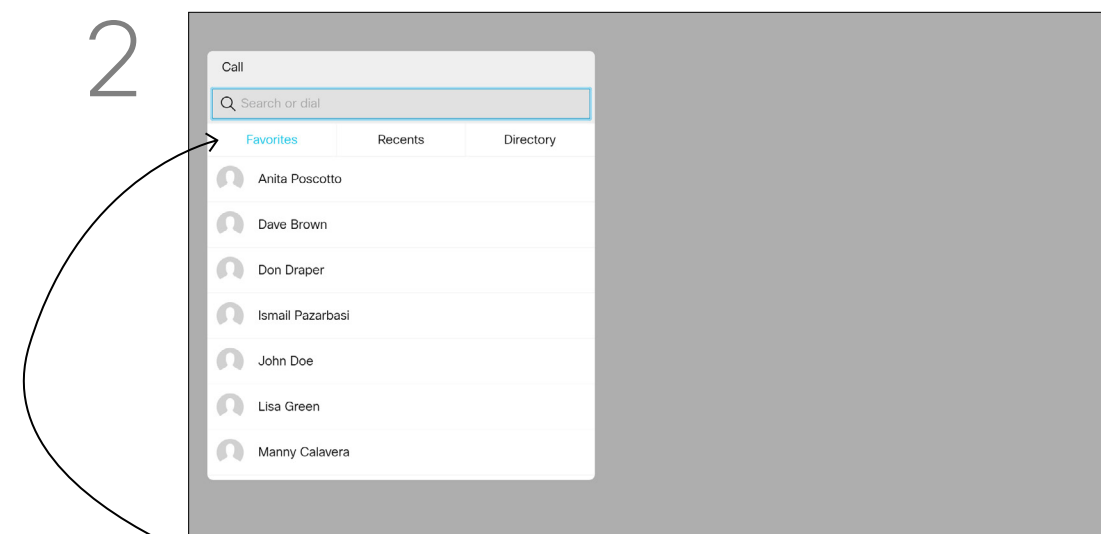 2
Call
Search or dial
Favorites Recents Directory
Anita Poscotto
Dave Brown
Don Draper
Ismail Pazarbasi
John Doe
Lisa Green
Manny Calavera